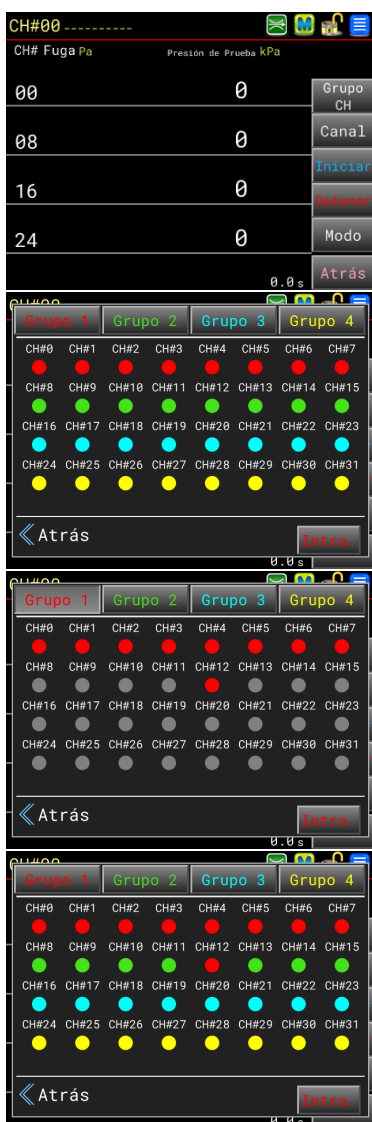 CH#00----------
CH# Fuga Pa Presión de Prueba kPa
00 0
Grupo CH
08 0
Canal
Iniciar
16 0
Detener
24 0
Modo
0.0 s
Atrás
Grupo 1 Grupo 2 Grupo 3 Grupo 4
CH#0 CH#1 CH#2 CH#3 CH#4 CH#5 CH#6 CH#7
CH#8 CH#9 CH#10 CH#11 CH#12 CH#13 CH#14 CH#15
CH#16 CH#17 CH#18 CH#19 CH#20 CH#21 CH#22 CH#23
CH#24 CH#25 CH#26 CH#27 CH#28 CH#29 CH#30 CH#31
Atrás Intro.
0.0 s
Grupo 1 Grupo 2 Grupo 3 Grupo 4
CH#0 CH#1 CH#2 CH#3 CH#4 CH#5 CH#6 CH#7
CH#8 CH#9 CH#10 CH#11 CH#12 CH#13 CH#14 CH#15
CH#16 CH#17 CH#18 CH#19 CH#20 CH#21 CH#22 CH#23
CH#24 CH#25 CH#26 CH#27 CH#28 CH#29 CH#30 CH#31
Atrás Intro.
0.0 s
Grupo 1 Grupo 2 Grupo 3 Grupo 4
CH#0 CH#1 CH#2 CH#3 CH#4 CH#5 CH#6 CH#7
CH#8 CH#9 CH#10 CH#11 CH#12 CH#13 CH#14 CH#15
CH#16 CH#17 CH#18 CH#19 CH#20 CH#21 CH#22 CH#23
CH#24 CH#25 CH#26 CH#27 CH#28 CH#29 CH#30 CH#31
Atrás Intro.